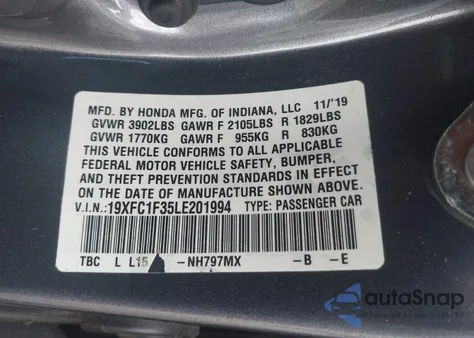 MFD. BY HONDA MFG. OF INDIANA, LLC 11/'19
GVWR 3902LBS GAWR F 2105LBS R 1829LBS
GVWR 1770KG GAWR F 955KG R 830KG
THIS VEHICLE CONFORMS TO ALL APPLICABLE
FEDERAL MOTOR VEHICLE SAFETY, BUMPER,
AND THEFT PREVENTION STANDARDS IN EFFECT
ON THE DATE OF MANUFACTURE SHOWN ABOVE.
V.I.N.:19XFC1F35LE201994 TYPE: PASSENGER CAR
TBC L L15 -NH797MX -B -E
autoSnap